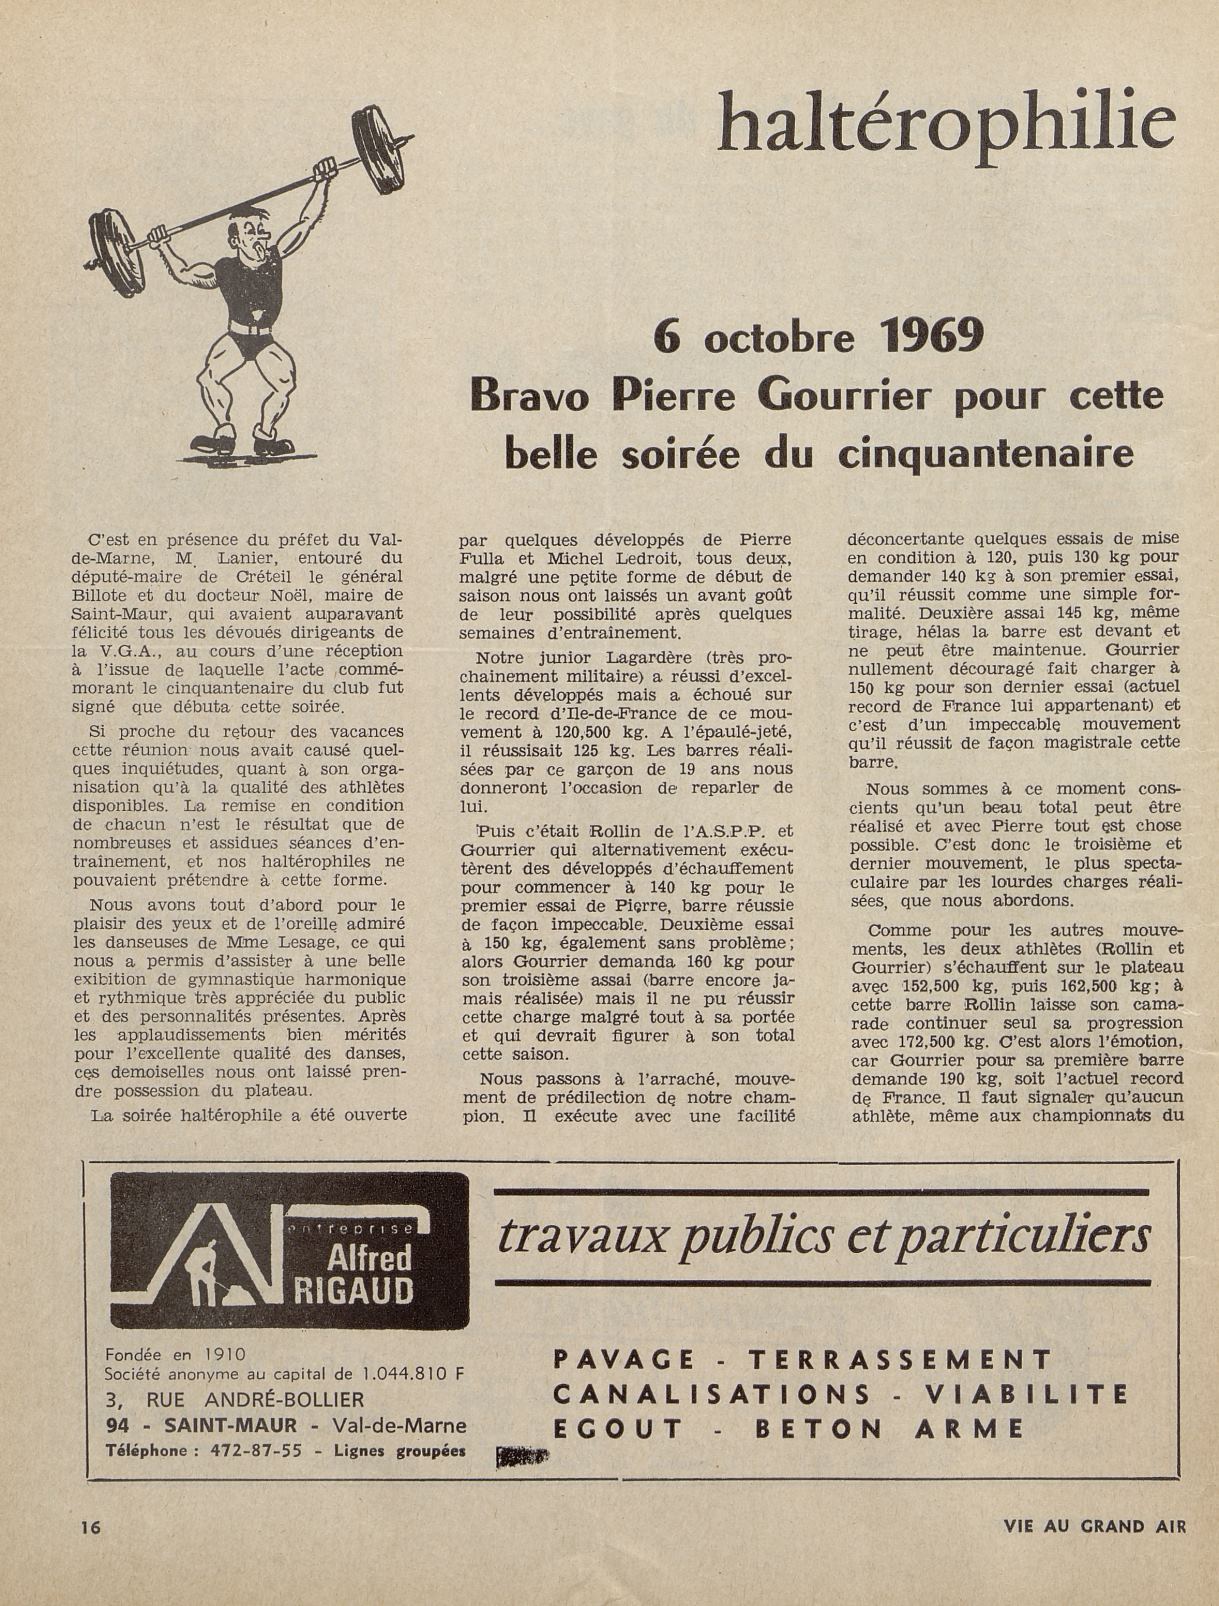 haltérophilie
6 octobre 1969
Bravo Pierre Gourrier pour cette
belle soirée du cinquantenaire
C'est en présence du préfet du Val-
de-Marne, M. Lanier, entouré du
député-maire de Créteil le général
Billote et du docteur Noël, maire de
Saint-Maur, qui avaient auparavant
félicité tous les dévoués dirigeants de
la V.G.A., au cours d'une réception
à l'issue de laquelle l'acte commé-
morant le cinquantenaire du club fut
signé que débuta cette soirée.
Si proche du retour des vacances
cette réunion nous avait causé quel-
ques inquiétudes, quant à son orga-
nisation qu'à la qualité des athlètes
disponibles. La remise en condition
de chacun n'est le résultat que de
nombreuses et assidues séances d'en-
traînement, et nos haltérophiles ne
pouvaient prétendre à cette forme.
Nous avons tout d'abord pour le
plaisir des yeux et de l'oreille admiré
les danseuses de Mme Lesage, ce qui
nous a permis d'assister à une belle
exibition de gymnastique harmonique
et rythmique très appréciée du public
et des personnalités présentes. Après
les applaudissements bien mérités
pour l'excellente qualité des danses,
ces demoiselles nous ont laissé pren-
dre possession du plateau.
La soirée haltérophile a été ouverte
par quelques développés de Pierre
Fulla et Michel Ledroit, tous deux,
malgré une petite forme de début de
saison nous ont laissés un avant goût
de leur possibilité après quelques
semaines d'entraînement.
Notre junior Lagardère (très pro-
chainement militaire) a réussi d'excel-
lents développés mais a échoué sur
le record d'Ile-de-France de ce mou-
vement à 120,500 kg. A l'épaulé-jeté,
il réussisait 125 kg. Les barres réali-
sées par ce garçon de 19 ans nous
donneront l'occasion de reparler de
lui.
Puis c'était Rollin de l'A.S.P.P. et
Gourrier qui alternativement exécu-
tèrent des développés d'échauffement
pour commencer à 140 kg pour le
premier essai de Pierre, barre réussie
de façon impeccable. Deuxième essai
à 150 kg, également sans problème ;
alors Gourrier demanda 160 kg pour
son troisième assai (barre encore ja-
mais réalisée) mais il ne pu réussir
cette charge malgré tout à sa portée
et qui devrait figurer à son total
cette saison.
Nous passons à l'arraché, mouve-
ment de prédilection de notre cham-
pion. Il exécute avec une facilité
déconcertante quelques essais de mise
en condition à 120, puis 130 kg pour
demander 140 kg à son premier essai,
qu'il réussit comme une simple for-
malité. Deuxième assai 145 kg, même
tirage, hélas la barre est devant et
ne peut être maintenue. Gourrier
nullement découragé fait charger à
150 kg pour son dernier essai (actuel
record de France lui appartenant) et
c'est d'un impeccable mouvement
qu'il réussit de façon magistrale cette
barre.
Nous sommes à ce moment cons-
cients qu'un beau total peut être
réalisé et avec Pierre tout est chose
possible. C'est donc le troisième et
dernier mouvement, le plus specta-
culaire par les lourdes charges réali-
sées, que nous abordons.
Comme pour les autres mouve-
ments, les deux athlètes (Rollin et
Gourrier) s'échauffent sur le plateau
avec 152,500 kg, puis 162,500 kg ; à
cette barre Rollin laisse son cama-
rade continuer seul sa progression
avec 172,500 kg. C'est alors l'émotion,
car Gourrier pour sa première barre
demande 190 kg, soit l'actuel record
de France. Il faut signaler qu'aucun
athlète, même aux championnats du
entreprise
Alfred
RIGAUD
Fondée en 1910
Société anonyme au capital de 1.044.810 F
3, RUE ANDRÉ-BOLLIER
94 - SAINT-MAUR - Val-de-Marne
Téléphone : 472-87-55 - Lignes groupées
travaux publics et particuliers
PAVAGE - TERRASSEMENT
CANALISATIONS - VIABILITE
EGOUT - BETON ARME
16
VIE AU GRAND AIR